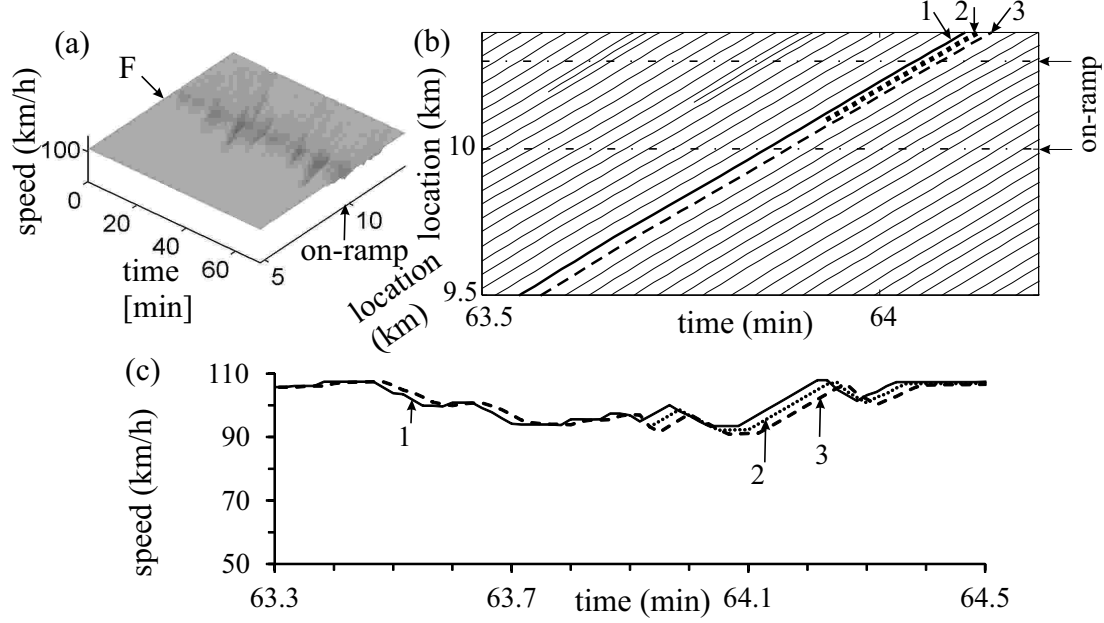 (a)
F
speed (km/h)
100
0
20
40
60
time
[min]
5
10
on-ramp
location
(km)
(b)
1 2 3
location (km)
10
9.5
63.5
64
time (min)
on-ramp
(c)
speed (km/h)
110
90
70
50
1
2
3
63.3
63.7
64.1
64.5
time (min)